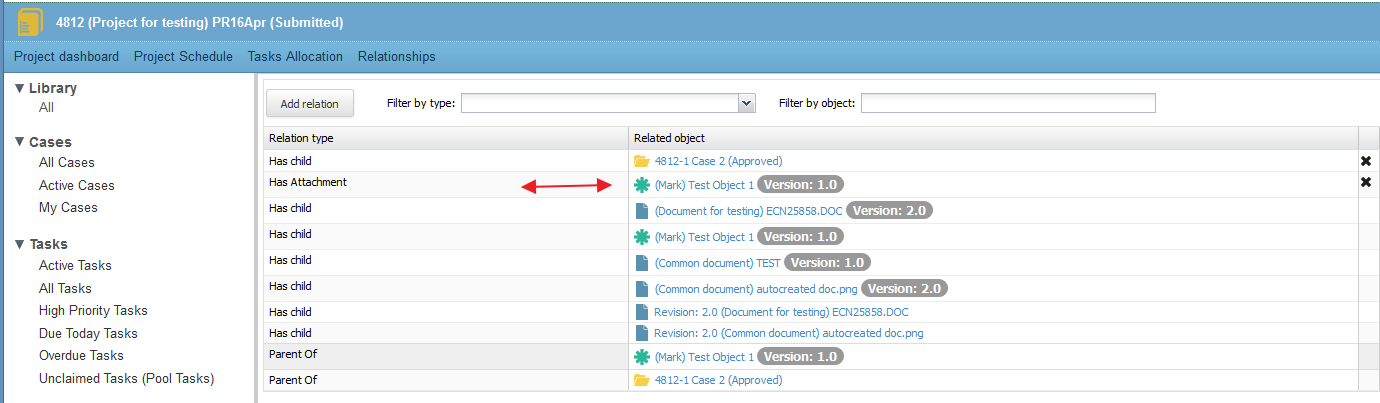 4812 (Project for testing) PR16Apr (Submitted)
Project dashboard Project Schedule Tasks Allocation Relationships
Library
All
Cases
All Cases
Active Cases
My Cases
Tasks
Active Tasks
All Tasks
High Priority Tasks
Due Today Tasks
Overdue Tasks
Unclaimed Tasks (Pool Tasks)
Add relation Filter by type: Filter by object:
Relation type Related object
Has child 4812-1 Case 2 (Approved)
Has Attachment (Mark) Test Object 1 Version: 1.0
Has child (Document for testing) ECN25858.DOC Version: 2.0
Has child (Mark) Test Object 1 Version: 1.0
Has child (Common document) TEST Version: 1.0
Has child (Common document) autocreated doc.png Version: 2.0
Has child Revision: 2.0 (Document for testing) ECN25858.DOC
Has child Revision: 2.0 (Common document) autocreated doc.png
Parent Of (Mark) Test Object 1 Version: 1.0
Parent Of 4812-1 Case 2 (Approved)